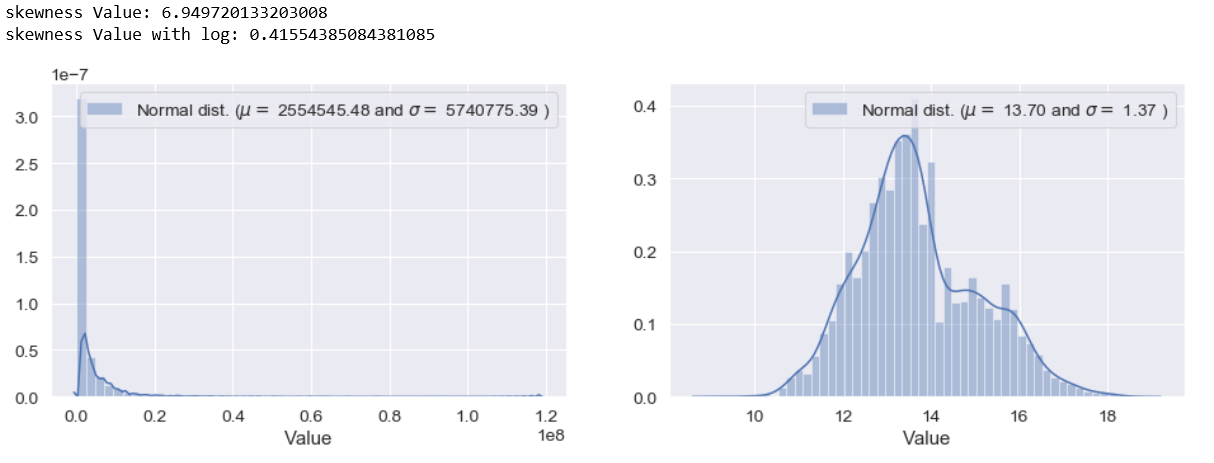 skewness Value: 6.949720133203008
skewness Value with log: 0.41554385084381085
1e−7
Normal dist. (μ = 2554545.48 and σ = 5740775.39 )
3.0
2.5
2.0
1.5
1.0
0.5
0.0
0.0 0.2 0.4 0.6 0.8 1.0 1.2
1e8
Value
Normal dist. (μ = 13.70 and σ = 1.37 )
0.4
0.3
0.2
0.1
0.0
10 12 14 16 18
Value